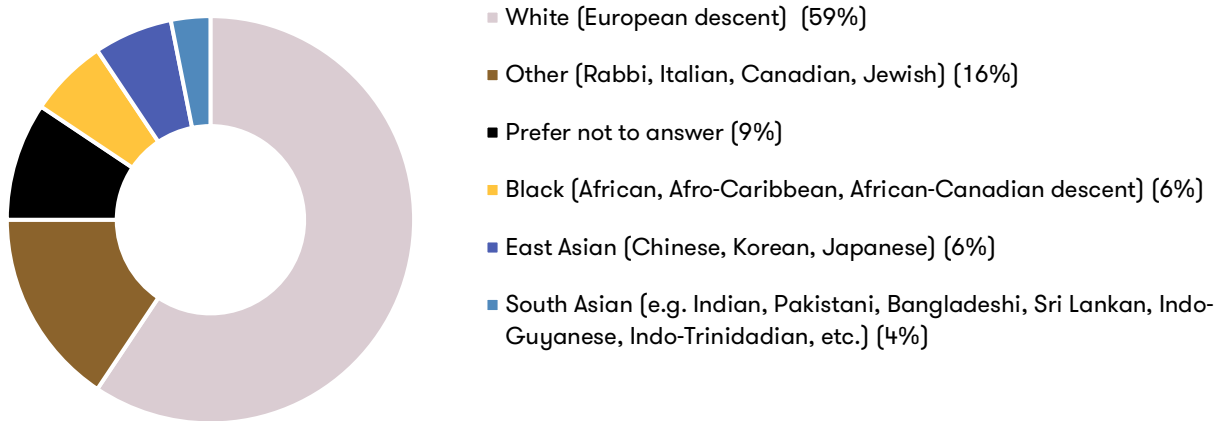 White (European descent)  (59%)
Other (Rabbi, Italian, Canadian, Jewish) (16%)
Prefer not to answer (9%)
Black (African, Afro-Caribbean, African-Canadian descent) (6%)
East Asian (Chinese, Korean, Japanese) (6%)
South Asian (e.g. Indian, Pakistani, Bangladeshi, Sri Lankan, Indo-
Guyanese, Indo-Trinidadian, etc.) (4%)